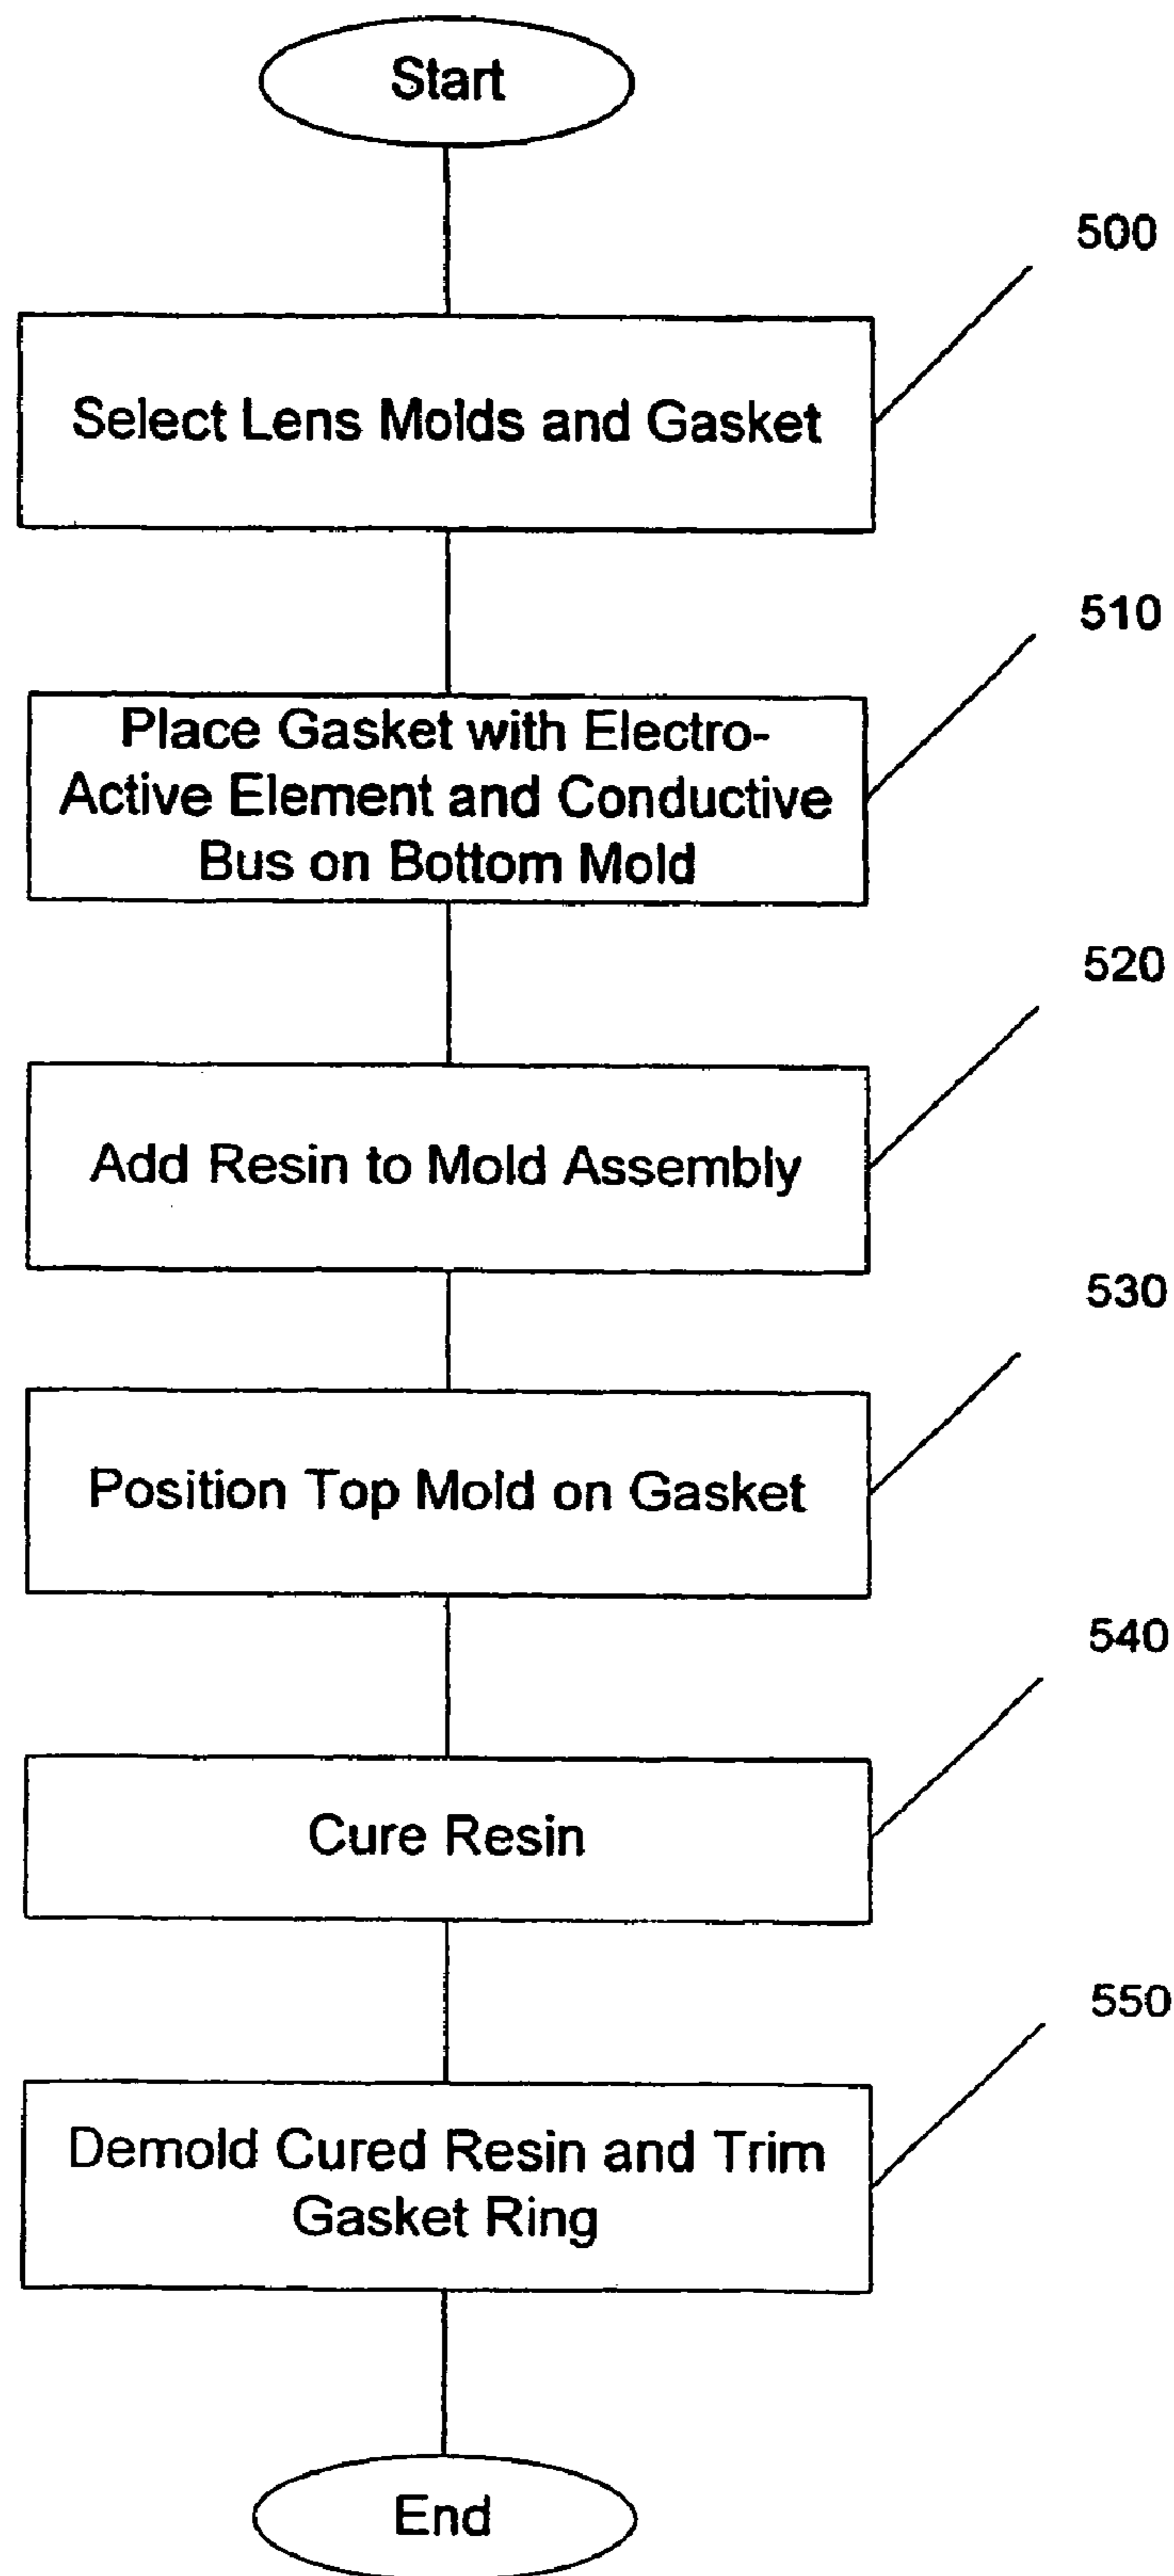 Start
500
Select Lens Molds and Gasket
510
Place Gasket with Electro-
Active Element and Conductive
Bus on Bottom Mold
520
Add Resin to Mold Assembly
530
Position Top Mold on Gasket
540
Cure Resin
550
Demold Cured Resin and Trim
Gasket Ring
End